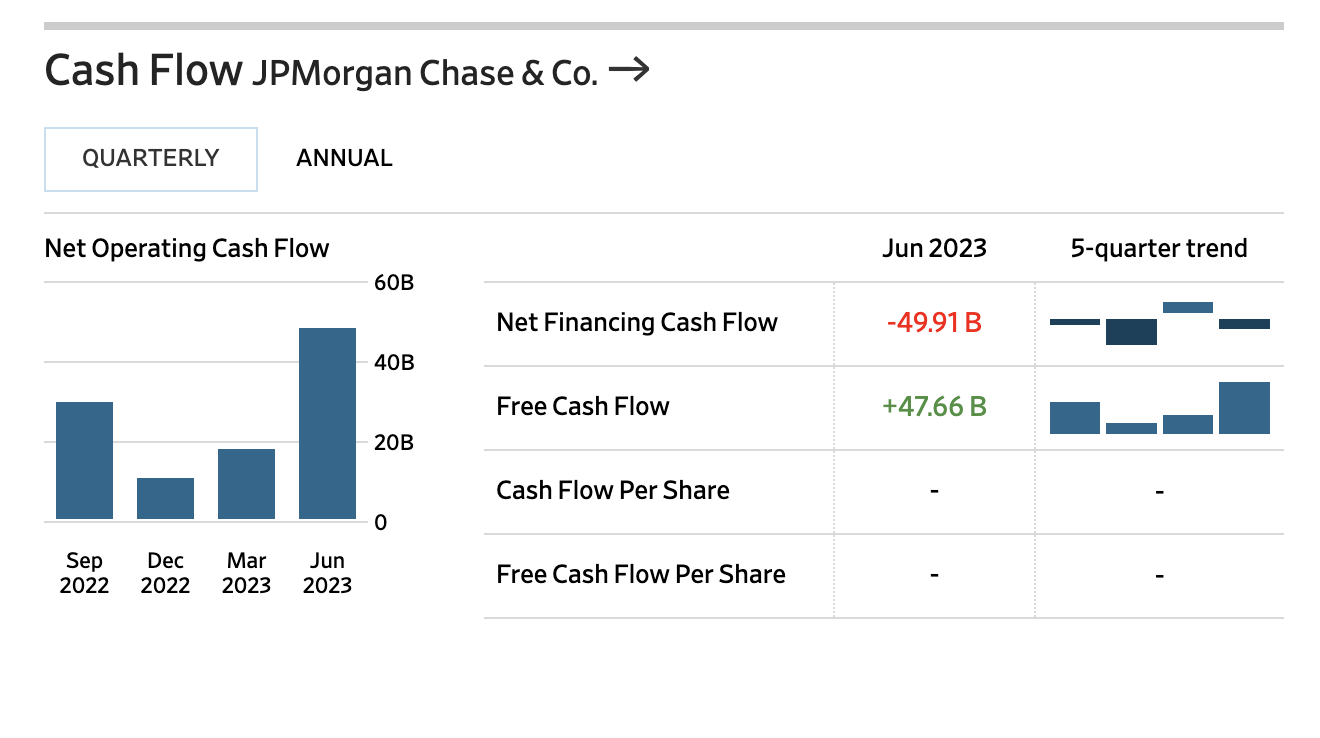 Cash Flow JPMorgan Chase & Co. →
QUARTERLY ANNUAL
Net Operating Cash Flow
60B
40B
20B
0
Sep 2022
Dec 2022
Mar 2023
Jun 2023
Jun 2023 5-quarter trend
Net Financing Cash Flow -49.91 B
Free Cash Flow +47.66 B
Cash Flow Per Share - -
Free Cash Flow Per Share - -